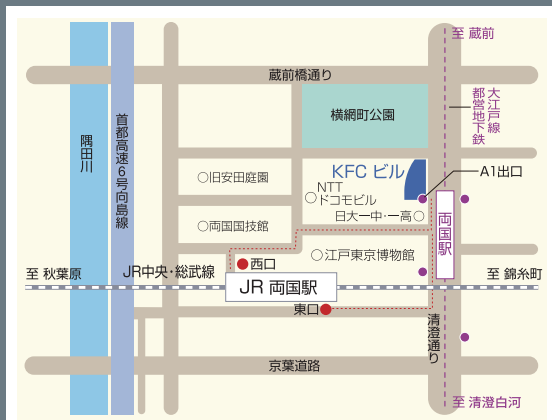 至 蔵前
蔵前橋通り
大江戸線
都営地下鉄
横網町公園
首都高速6号向島線
隅田川
KFC ビル
A1出口
○旧安田庭園
NTT
○ドコモビル
日大一中・一高○
○両国国技館
両国駅
○江戸東京博物館
西口
至 秋葉原
JR中央・総武線
JR 両国駅
至 錦糸町
東口
清澄通り
京葉道路
至 清澄白河